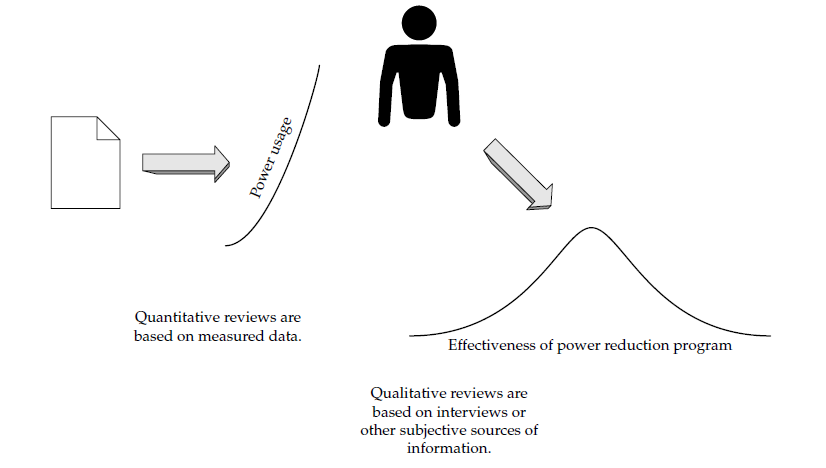 Power usage
Quantitative reviews are
based on measured data.
Effectiveness of power reduction program
Qualitative reviews are
based on interviews or
other subjective sources of
information.